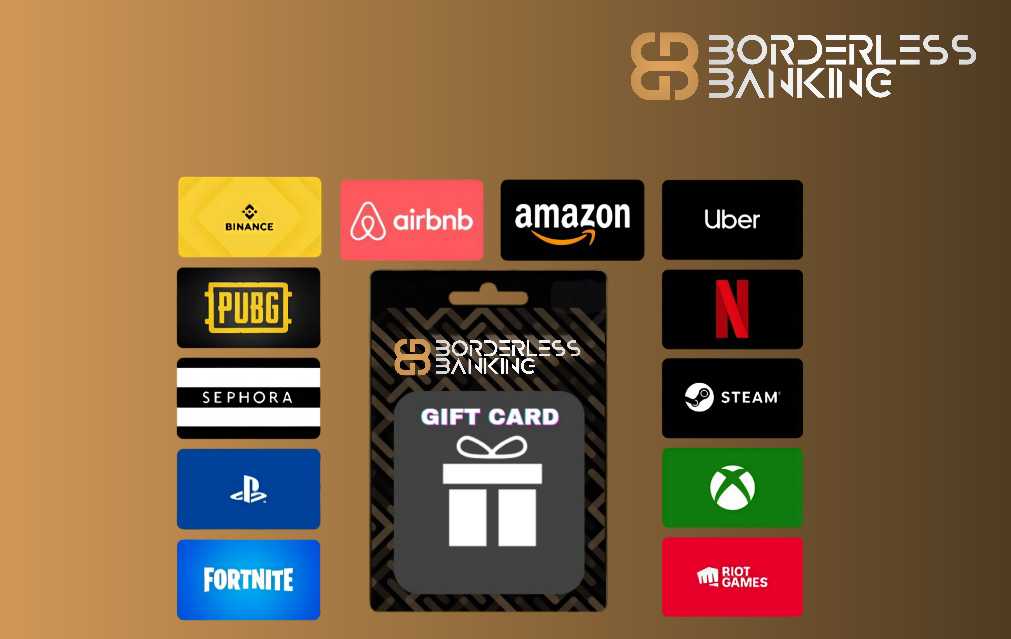 BORDERLESS
BANKING
BINANCE
airbnb
amazon
Uber
PUBG
BORDERLESS
BANKING
GIFT CARD
SEPHORA
STEAM
FORTNITE
RIOT
GAMES